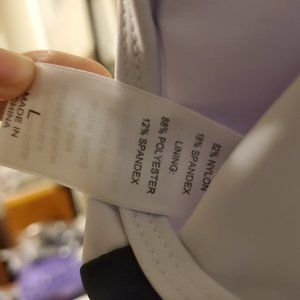 82% NYLON
18% SPANDEX
LINING:
88% POLYESTER
12% SPANDEX
L
MADE IN
CHINA